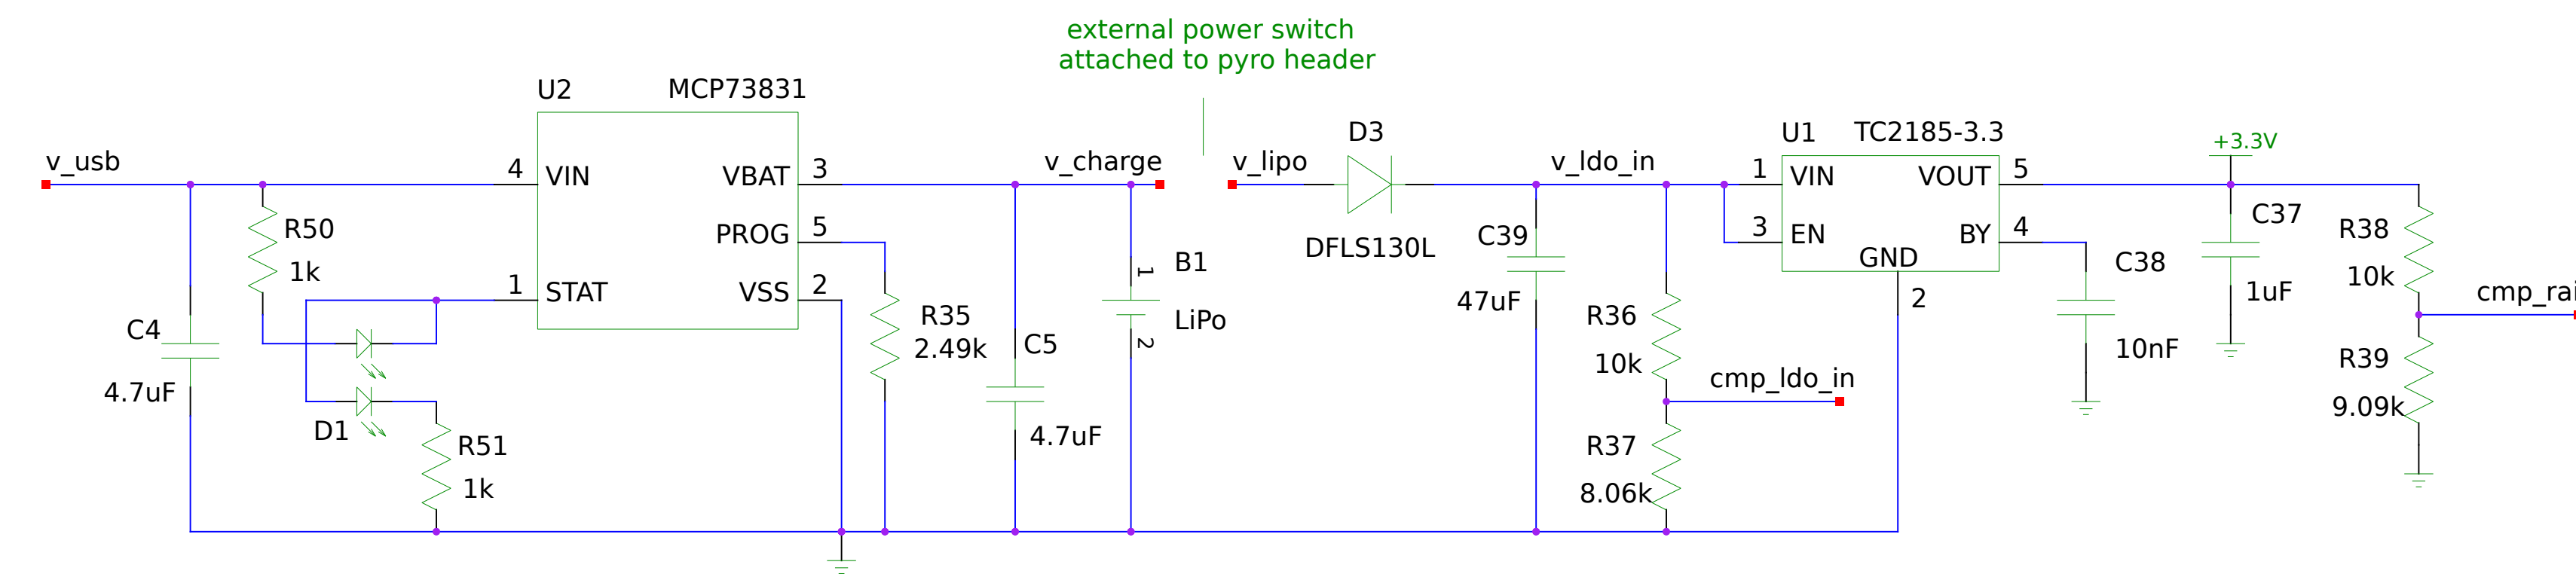 external power switch
attached to pyro header
U2
MCP73831
v_usb
4
VIN
VBAT
3
v_charge
v_lipo
D3
v_ldo_in
U1
TC2185-3.3
+3.3V
1
VIN
VOUT
5
R50
1k
PROG
5
DFLS130L
C39
47uF
3
EN
BY
4
GND
2
C37
1uF
R38
10k
1
STAT
VSS
2
B1
1
LiPo
2
C38
10nF
cmp_rai
C4
4.7uF
R35
2.49k
C5
4.7uF
R36
10k
cmp_ldo_in
R39
9.09k
D1
R51
1k
R37
8.06k